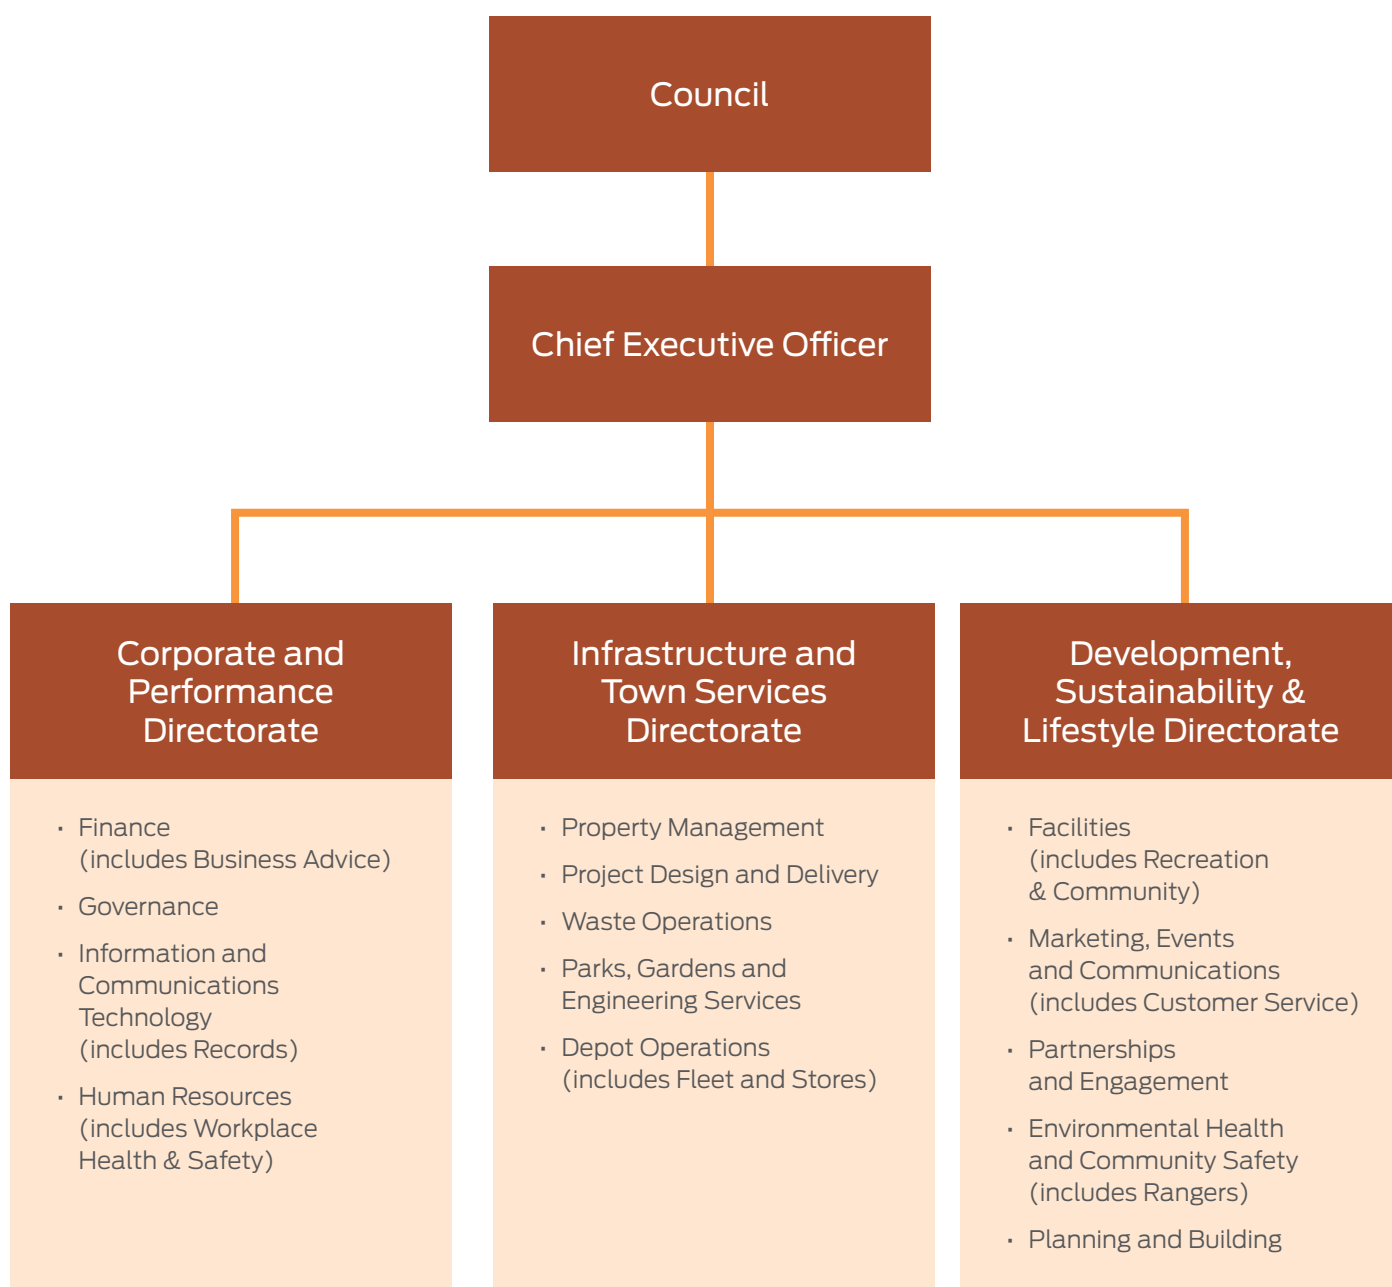 Council
Chief Executive Officer
Corporate and
Performance
Directorate
· Finance
(includes Business Advice)
· Governance
· Information and
Communications
Technology
(includes Records)
· Human Resources
(includes Workplace
Health & Safety)
Infrastructure and
Town Services
Directorate
· Property Management
· Project Design and Delivery
· Waste Operations
· Parks, Gardens and
Engineering Services
· Depot Operations
(includes Fleet and Stores)
Development,
Sustainability &
Lifestyle Directorate
· Facilities
(includes Recreation
& Community)
· Marketing, Events
and Communications
(includes Customer Service)
· Partnerships
and Engagement
· Environmental Health
and Community Safety
(includes Rangers)
· Planning and Building